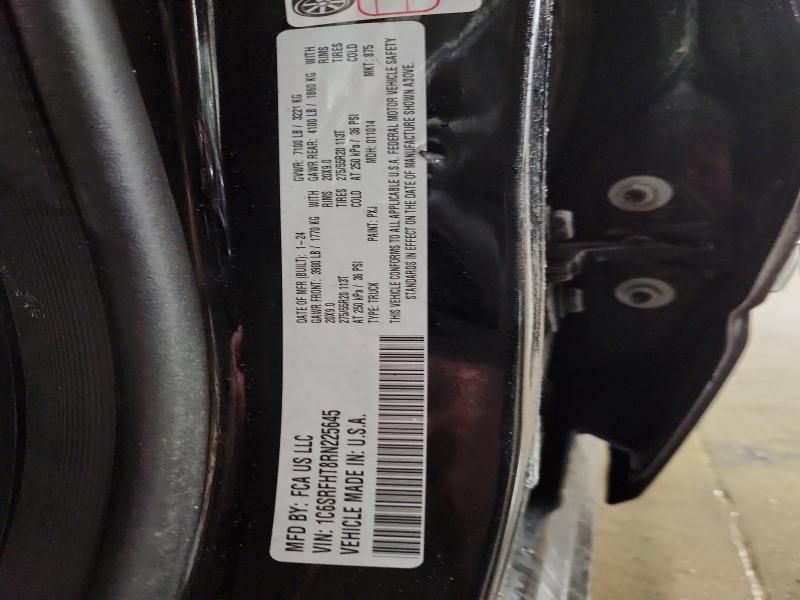 MFD BY: FCA US LLC
VIN: 1C6SRFHT8RN225645
VEHICLE MADE IN: U.S.A.
DATE OF MFR (BUILT): 1-24 GVWR: 7100 LB / 3221 KG
GAWR FRONT: 3900 LB / 1770 KG WITH GAWR REAR: 4100 LB / 1860 KG WITH
20X9.0 RIMS 20X9.0 RIMS
275/55R20 113T TIRES 275/55R20 113T TIRES
AT 250 kPa / 36 PSI COLD AT 250 kPa / 36 PSI COLD
TYPE: TRUCK PAINT: PXJ MDH: 011014 MKT: 875
THIS VEHICLE CONFORMS TO ALL APPLICABLE U.S.A. FEDERAL MOTOR VEHICLE SAFETY
STANDARDS IN EFFECT ON THE DATE OF MANUFACTURE SHOWN ABOVE.